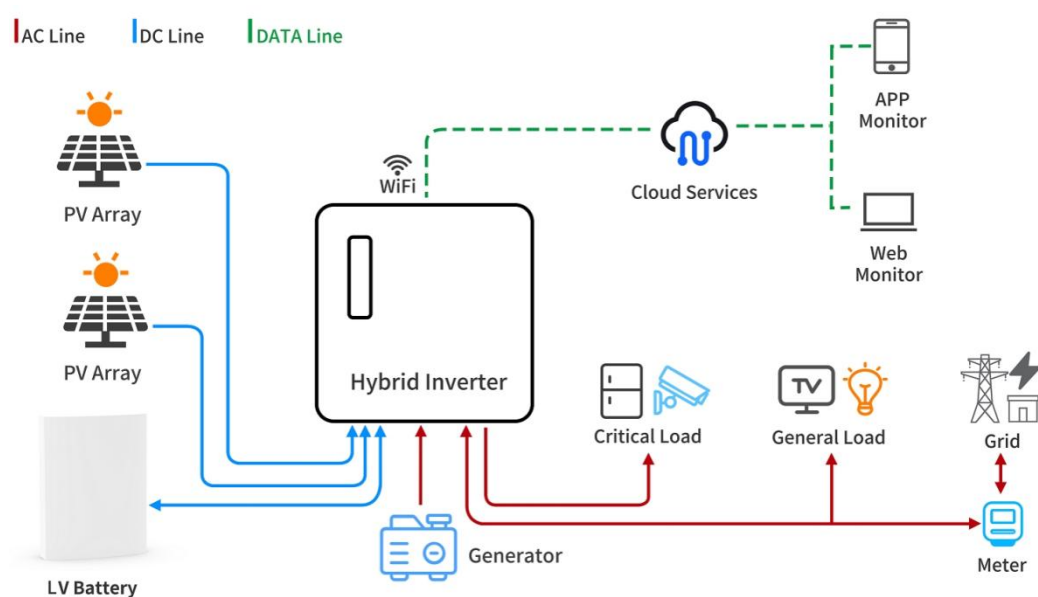 AC Line
DC Line
DATA Line
PV Array
PV Array
LV Battery
WiFi
Hybrid Inverter
Generator
Cloud Services
APP
Monitor
Web
Monitor
Critical Load
TV
General Load
Grid
Meter